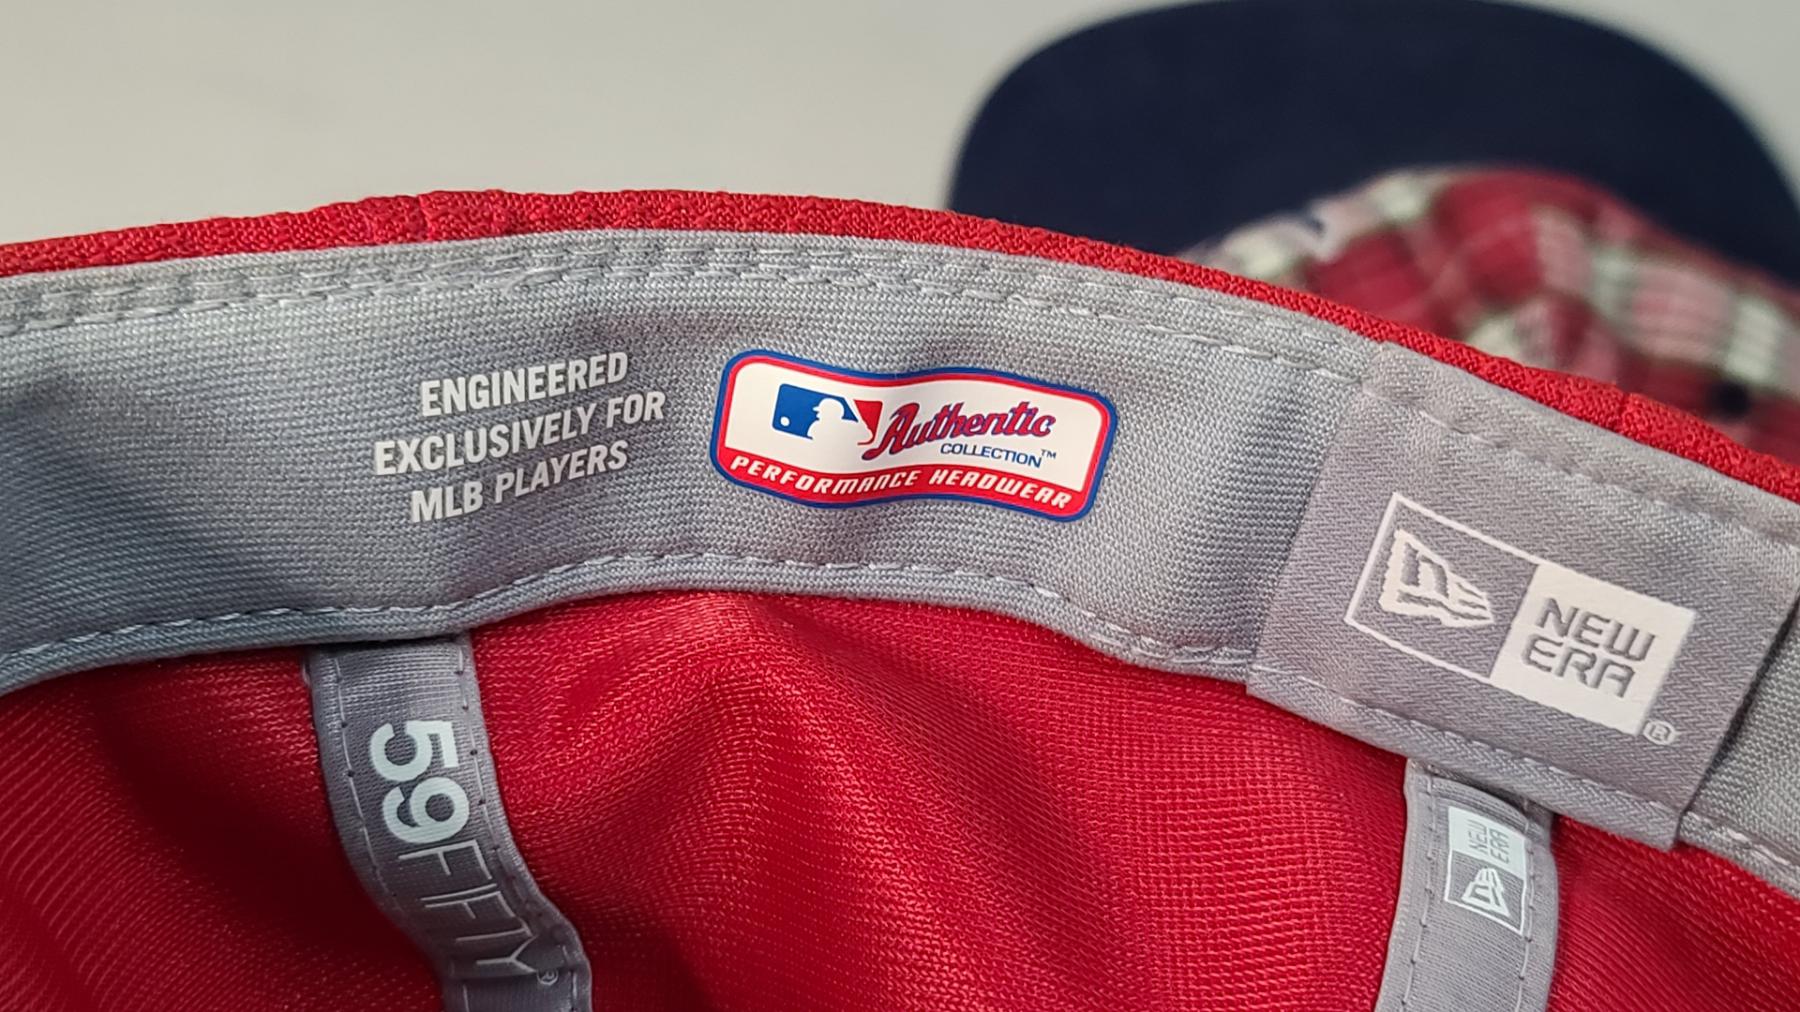 ENGINEERED
EXCLUSIVELY FOR
MLB PLAYERS
Authentic
COLLECTION™
PERFORMANCE HEADWEAR
NEW
ERA
®
59FIFTY®
NEW
ERA